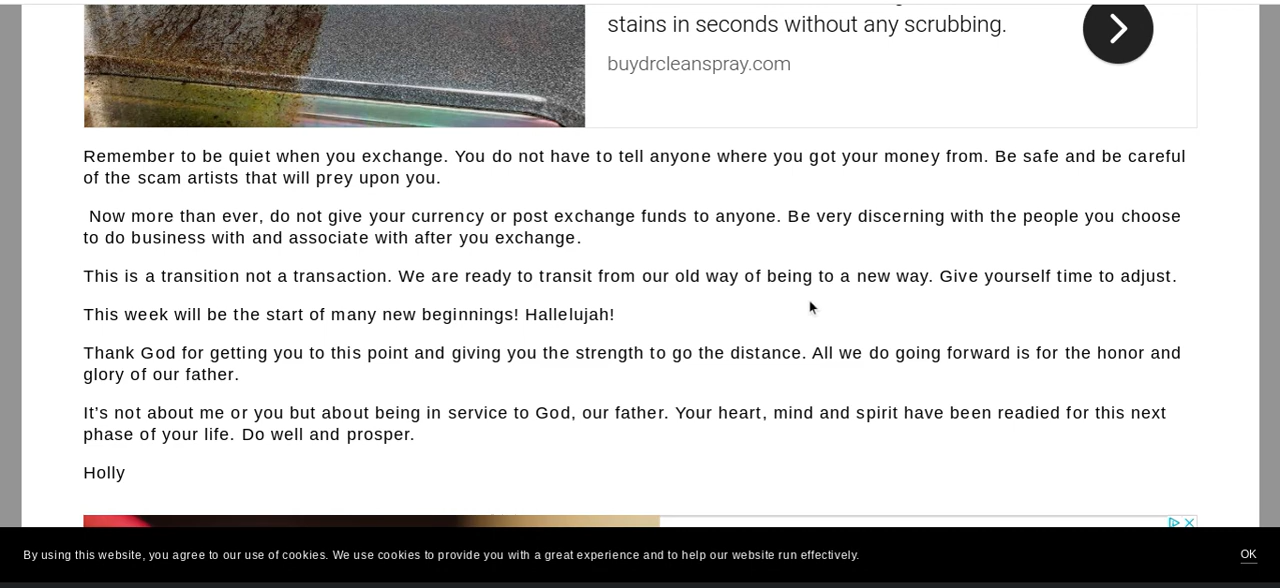 stains in seconds without any scrubbing.
buydrcleanspray.com
Remember to be quiet when you exchange. You do not have to tell anyone where you got your money from. Be safe and be careful
of the scam artists that will prey upon you.
Now more than ever, do not give your currency or post exchange funds to anyone. Be very discerning with the people you choose
to do business with and associate with after you exchange.
This is a transition not a transaction. We are ready to transit from our old way of being to a new way. Give yourself time to adjust.
This week will be the start of many new beginnings! Hallelujah!
Thank God for getting you to this point and giving you the strength to go the distance. All we do going forward is for the honor and
glory of our father.
It’s not about me or you but about being in service to God, our father. Your heart, mind and spirit have been readied for this next
phase of your life. Do well and prosper.
Holly
By using this website, you agree to our use of cookies. We use cookies to provide you with a great experience and to help our website run effectively.
OK